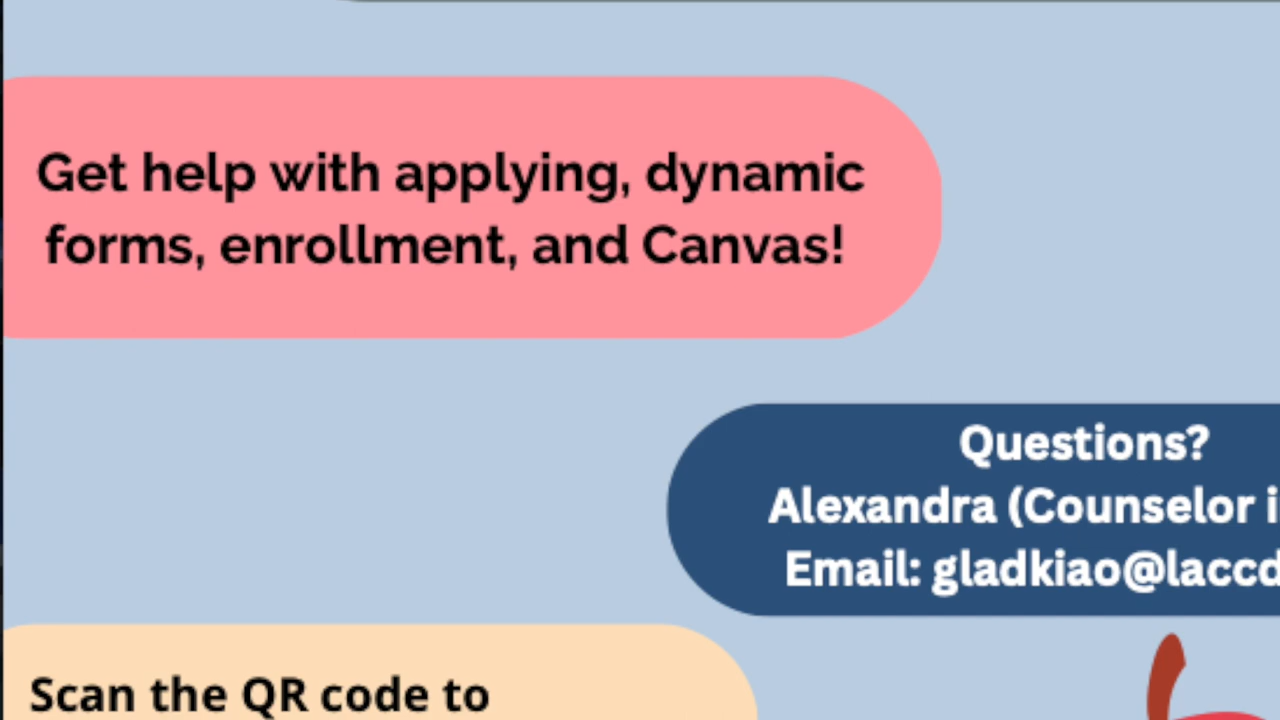 Get help with applying, dynamic
forms, enrollment, and Canvas!
Questions?
Alexandra (Counselor i
Email: gladkiao@laccd
Scan the QR code to